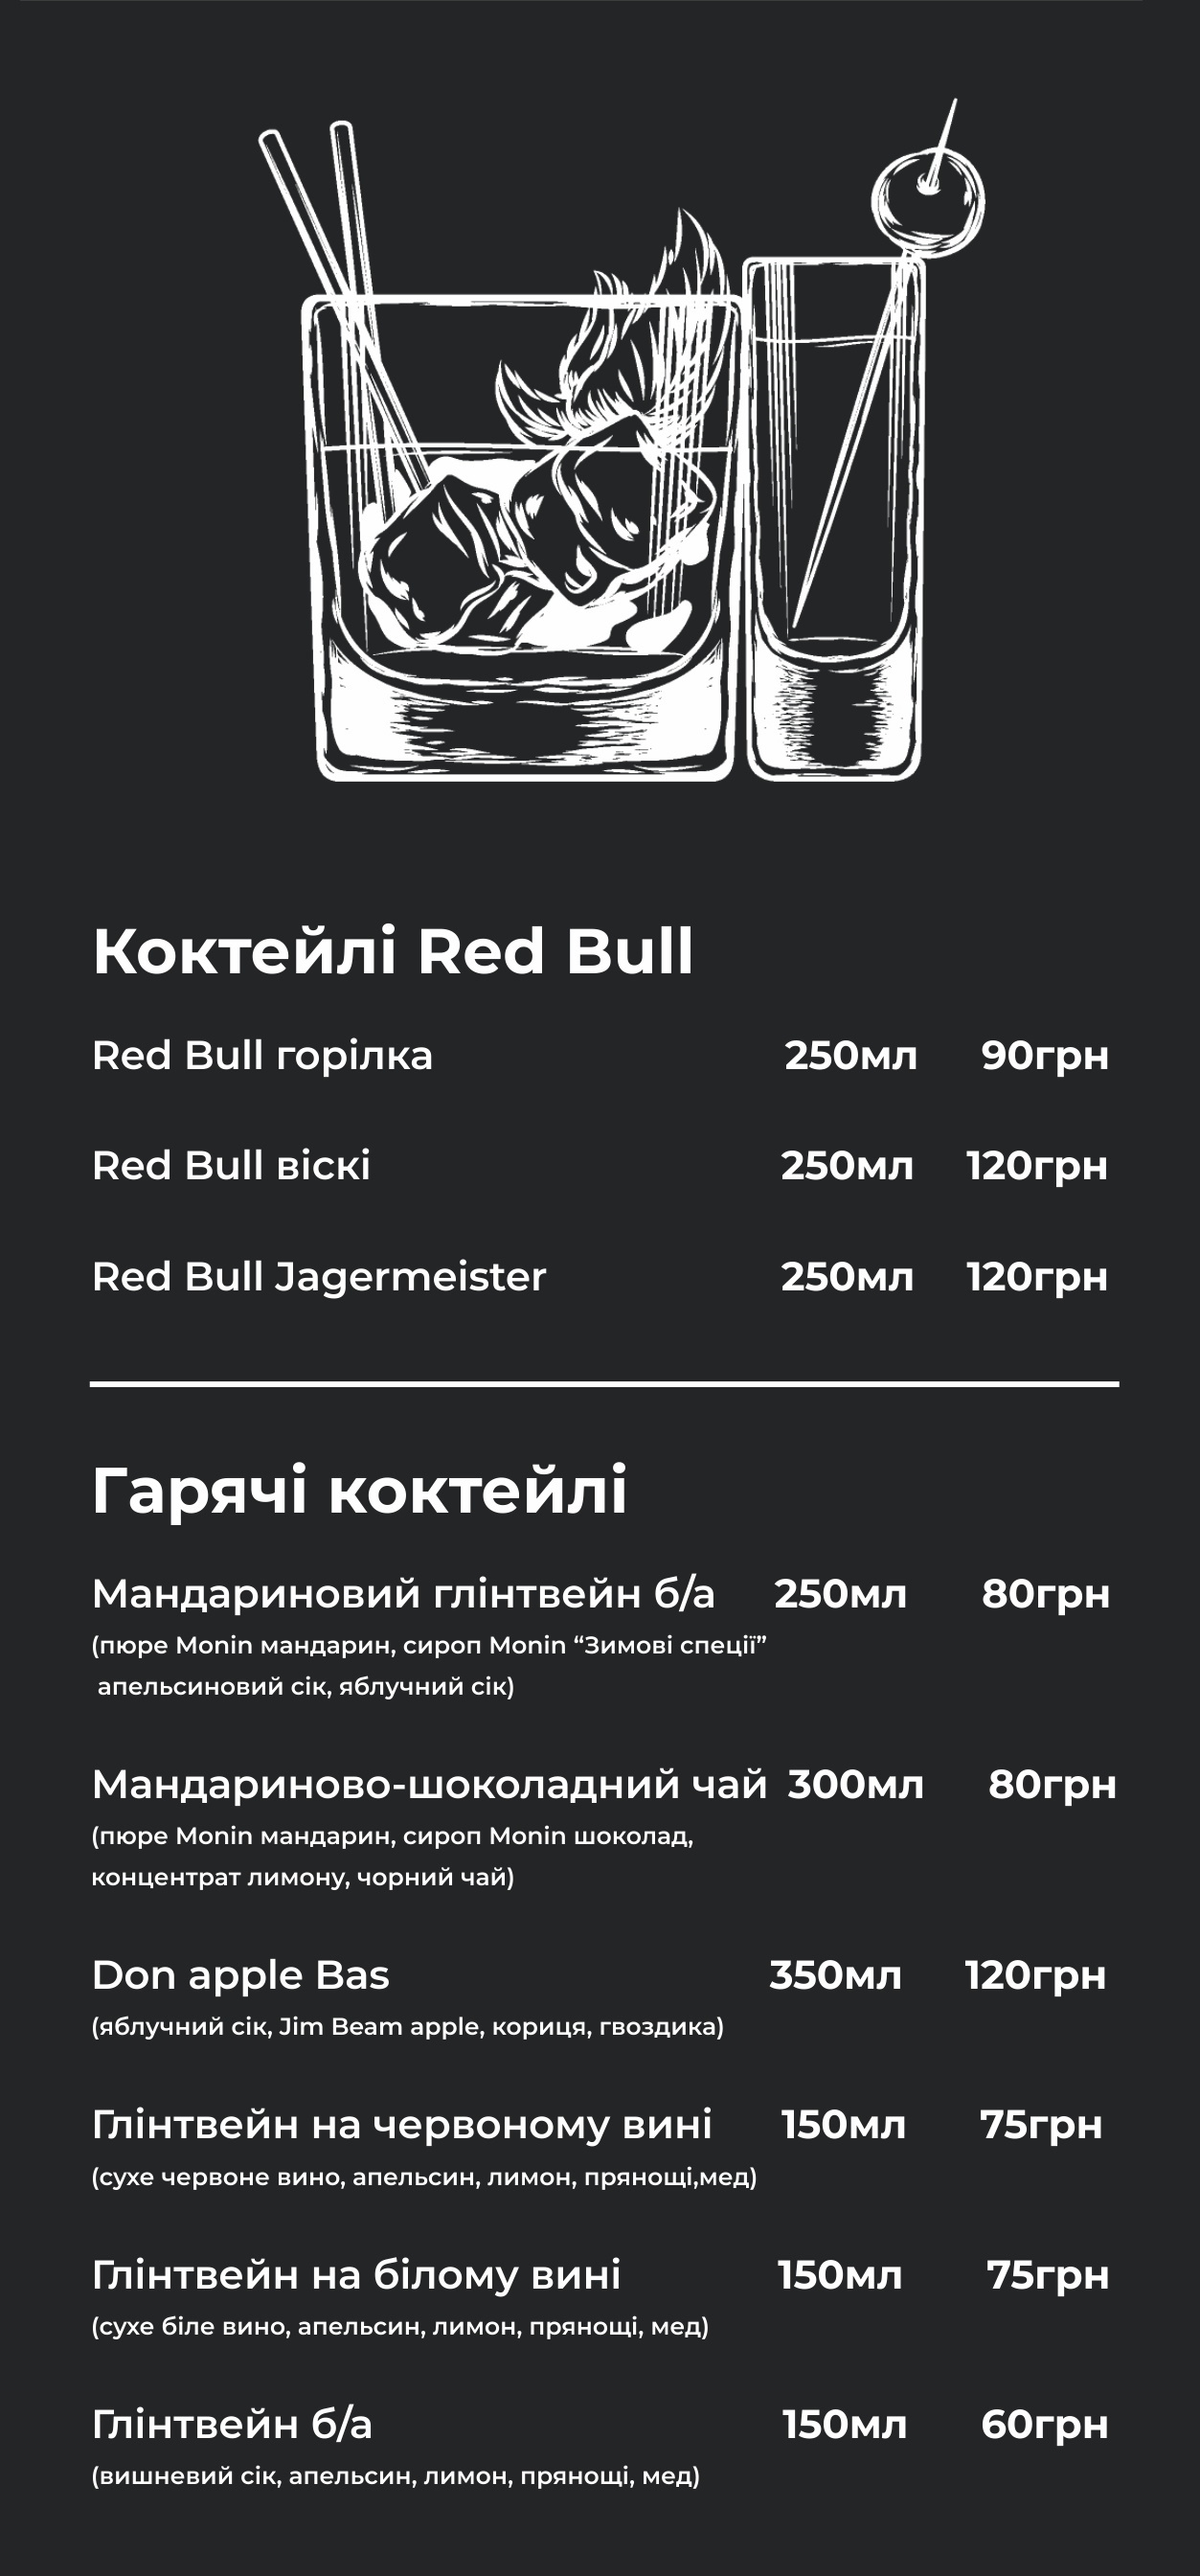 Коктейлі Red Bull
Red Bull горілка 250мл 90грн
Red Bull віскі 250мл 120грн
Red Bull Jagermeister 250мл 120грн
Гарячі коктейлі
Мандариновий глінтвейн б/а 250мл 80грн
(пюре Monin мандарин, сироп Monin “Зимові спеції”
апельсиновий сік, яблучний сік)
Мандариново-шоколадний чай 300мл 80грн
(пюре Monin мандарин, сироп Monin шоколад,
концентрат лимону, чорний чай)
Don apple Bas 350мл 120грн
(яблучний сік, Jim Beam apple, кориця, гвоздика)
Глінтвейн на червоному вині 150мл 75грн
(сухе червоне вино, апельсин, лимон, прянощі,мед)
Глінтвейн на білому вині 150мл 75грн
(сухе біле вино, апельсин, лимон, прянощі, мед)
Глінтвейн б/а 150мл 60грн
(вишневий сік, апельсин, лимон, прянощі, мед)